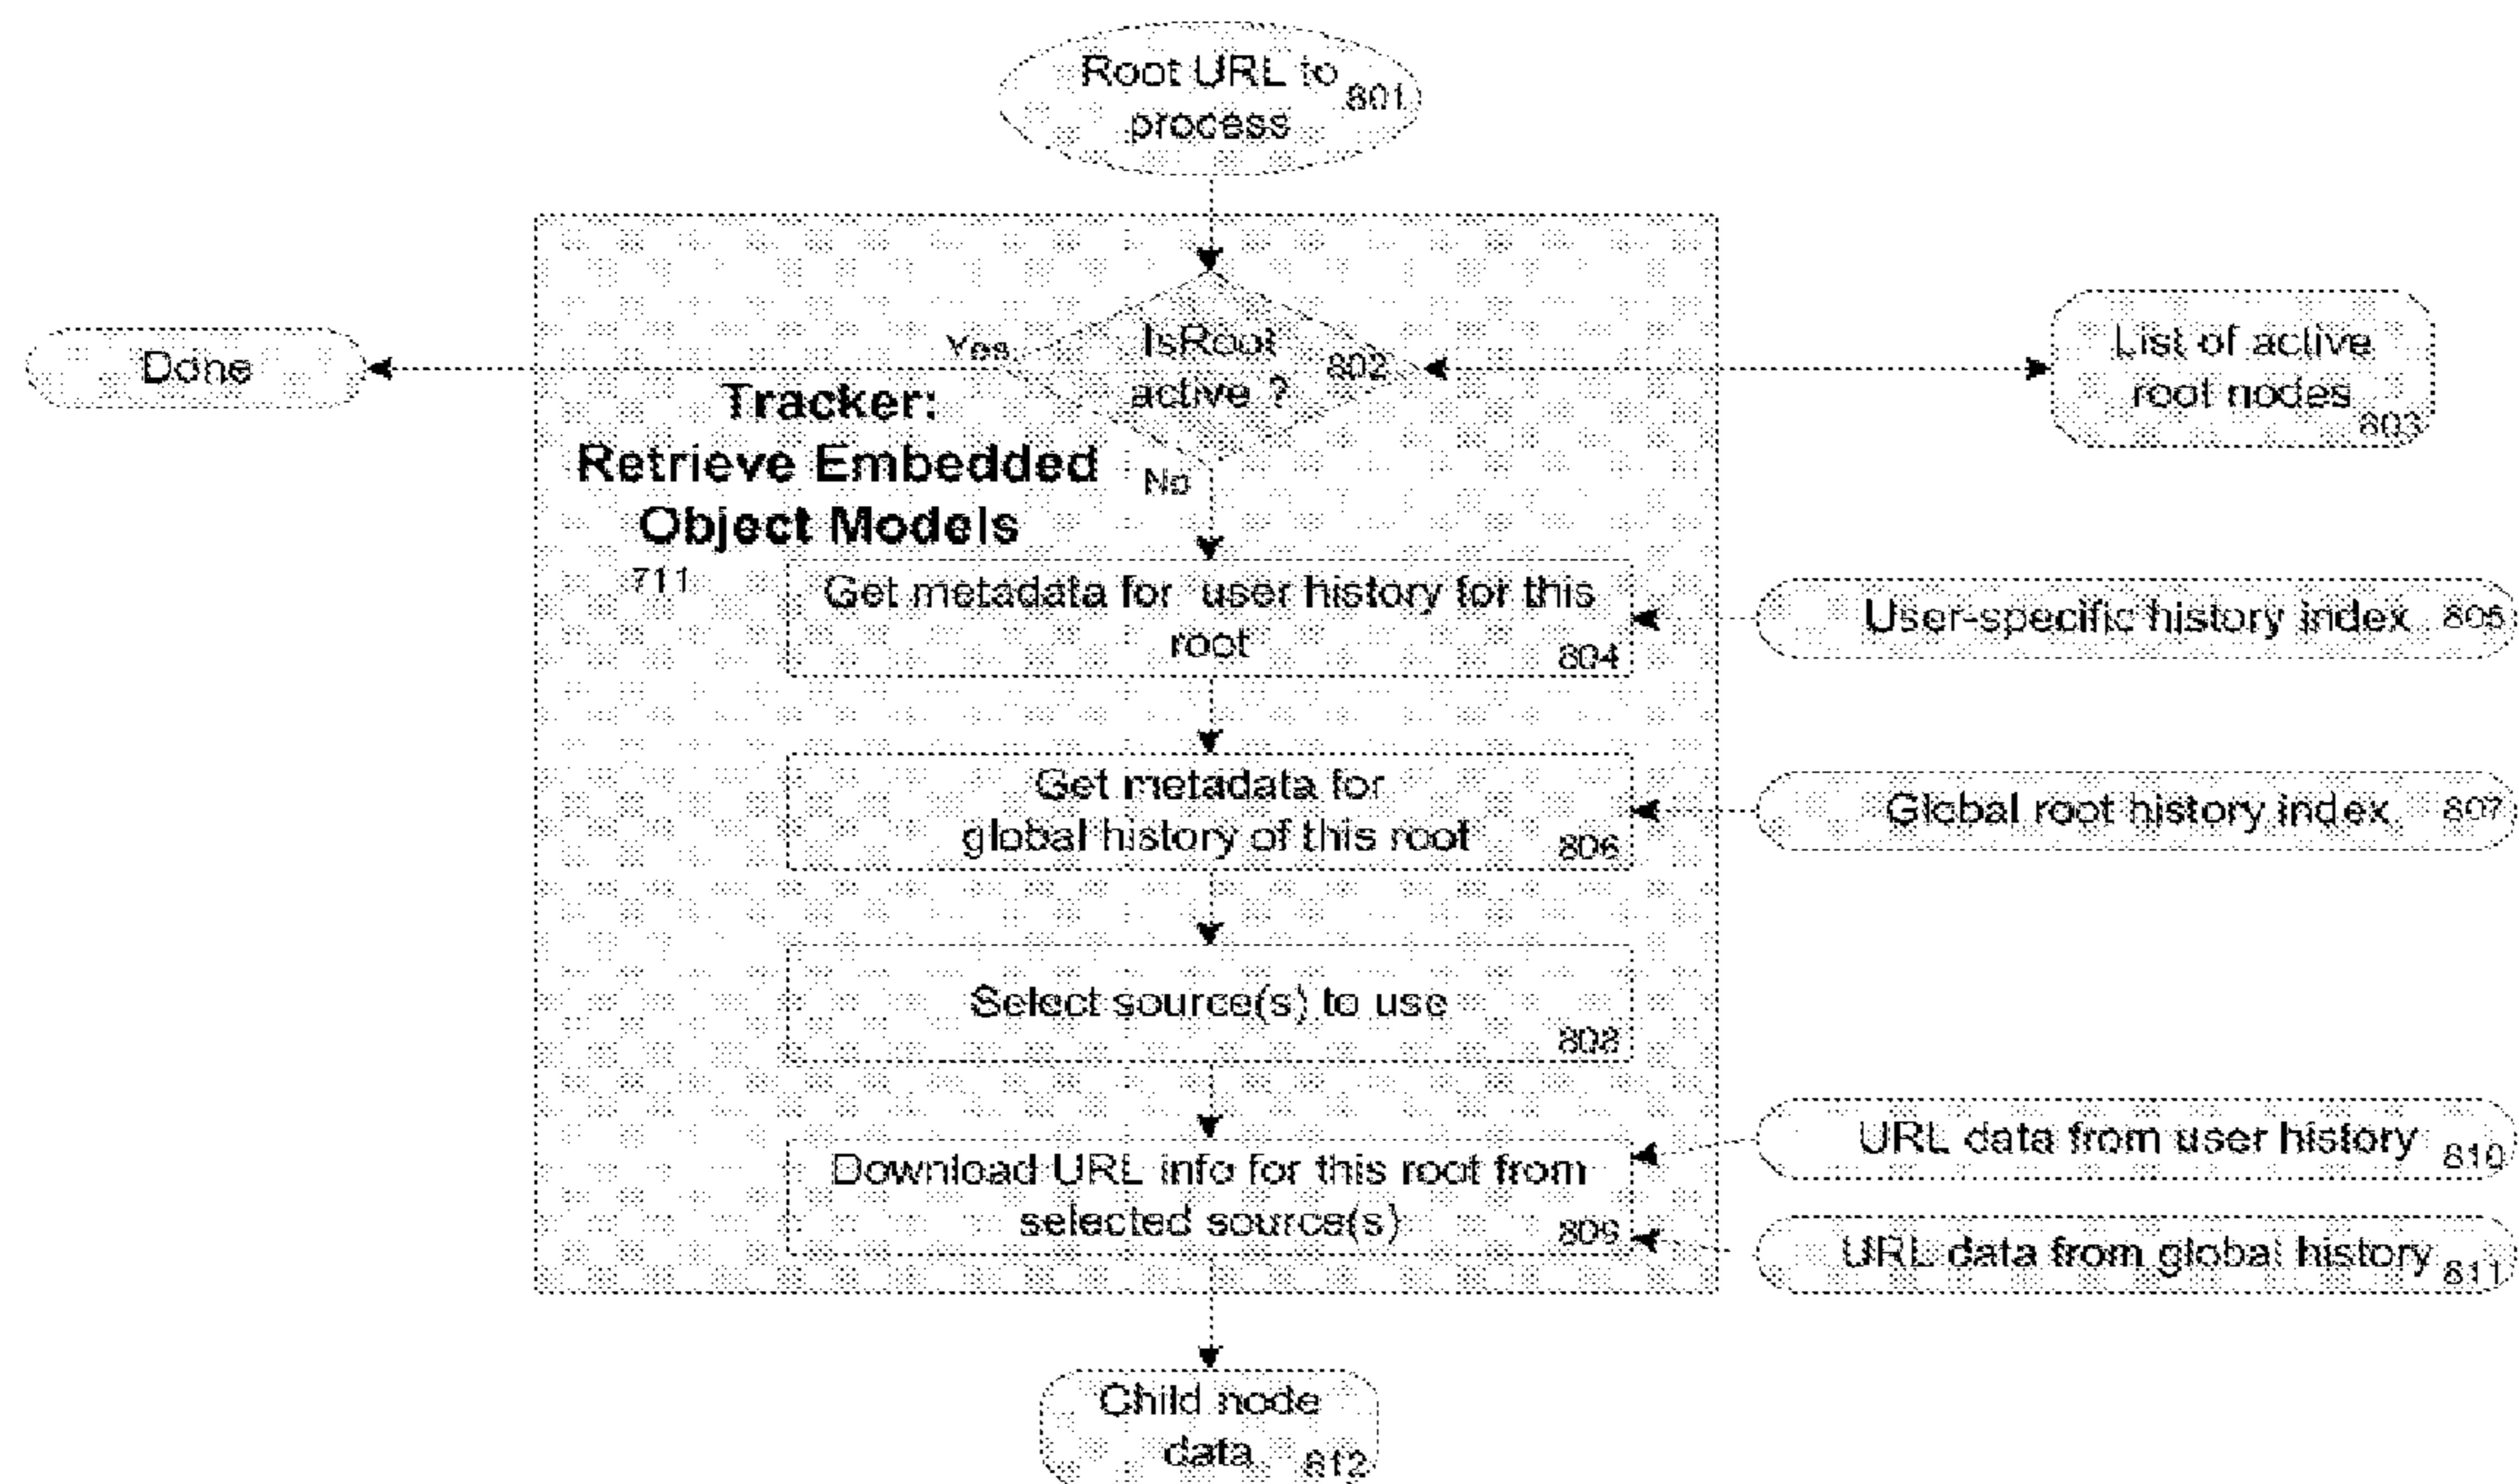 Root URL to
process
801
Yes
IsRoot
active ?
802
Done
List of active
root nodes
803
Tracker:
Retrieve Embedded
Object Models
711
No
Get metadata for user history for this
root
804
User-specific history index 805
Get metadata for
global history of this root
806
Global root history index 807
Select source(s) to use
808
Download URL info for this root from
selected source(s)
809
URL data from user history 810
URL data from global history 811
Child node
data
812